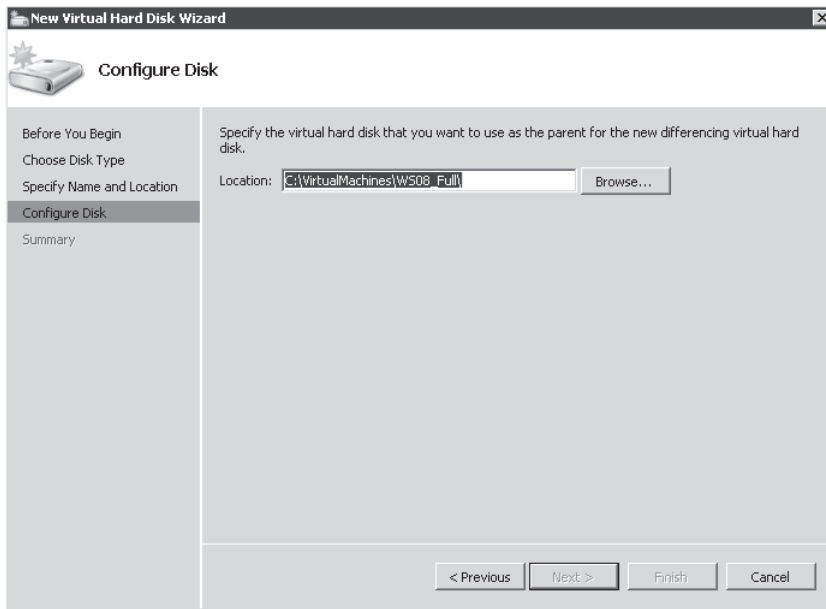 New Virtual Hard Disk Wizard
Configure Disk
Before You Begin
Choose Disk Type
Specify Name and Location
Configure Disk
Summary
Specify the virtual hard disk that you want to use as the parent for the new differencing virtual hard
disk.
Location: C:\VirtualMachines\WS08_Full\ Browse...
< Previous Next > Finish Cancel